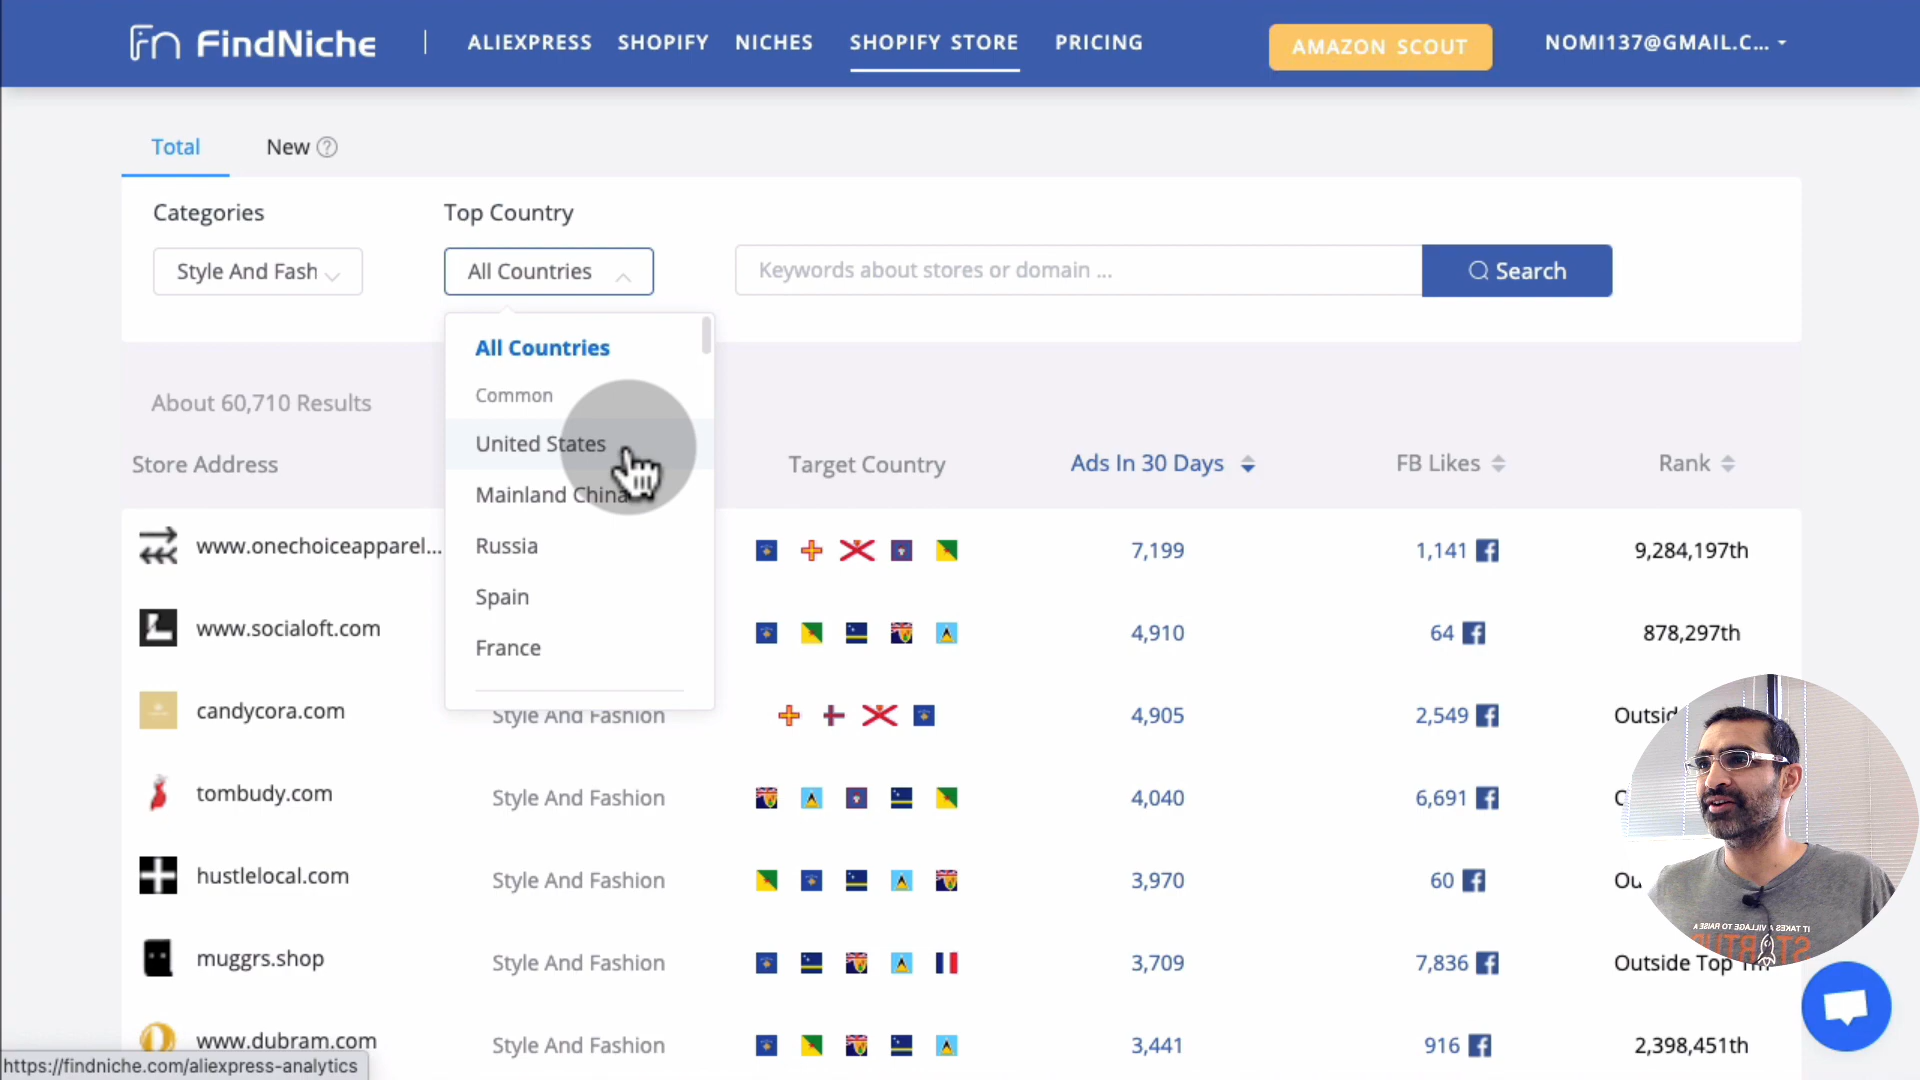 FindNiche
ALIEXPRESS SHOPIFY NICHES SHOPIFY STORE PRICING
AMAZON SCOUT
NOMI137@GMAIL.C...
Total New ?
Categories Top Country
Style And Fash All Countries Keywords about stores or domain ... Search
All Countries
Common
United States
Mainland China
Russia
Spain
France
About 60,710 Results
Store Address Target Country Ads In 30 Days FB Likes Rank
www.onechoiceapparel... 7,199 1,141 9,284,197th
www.socialoft.com 4,910 64 878,297th
candycora.com Style And Fashion 4,905 2,549
tombudy.com Style And Fashion 4,040 6,691
hustlelocal.com Style And Fashion 3,970 60
muggrs.shop Style And Fashion 3,709 7,836 Outside Top
www.dubram.com Style And Fashion 3,441 916 2,398,451th
IT TAKES A VILLAGE TO RAISE A
STARTUP
https://findniche.com/aliexpress-analytics